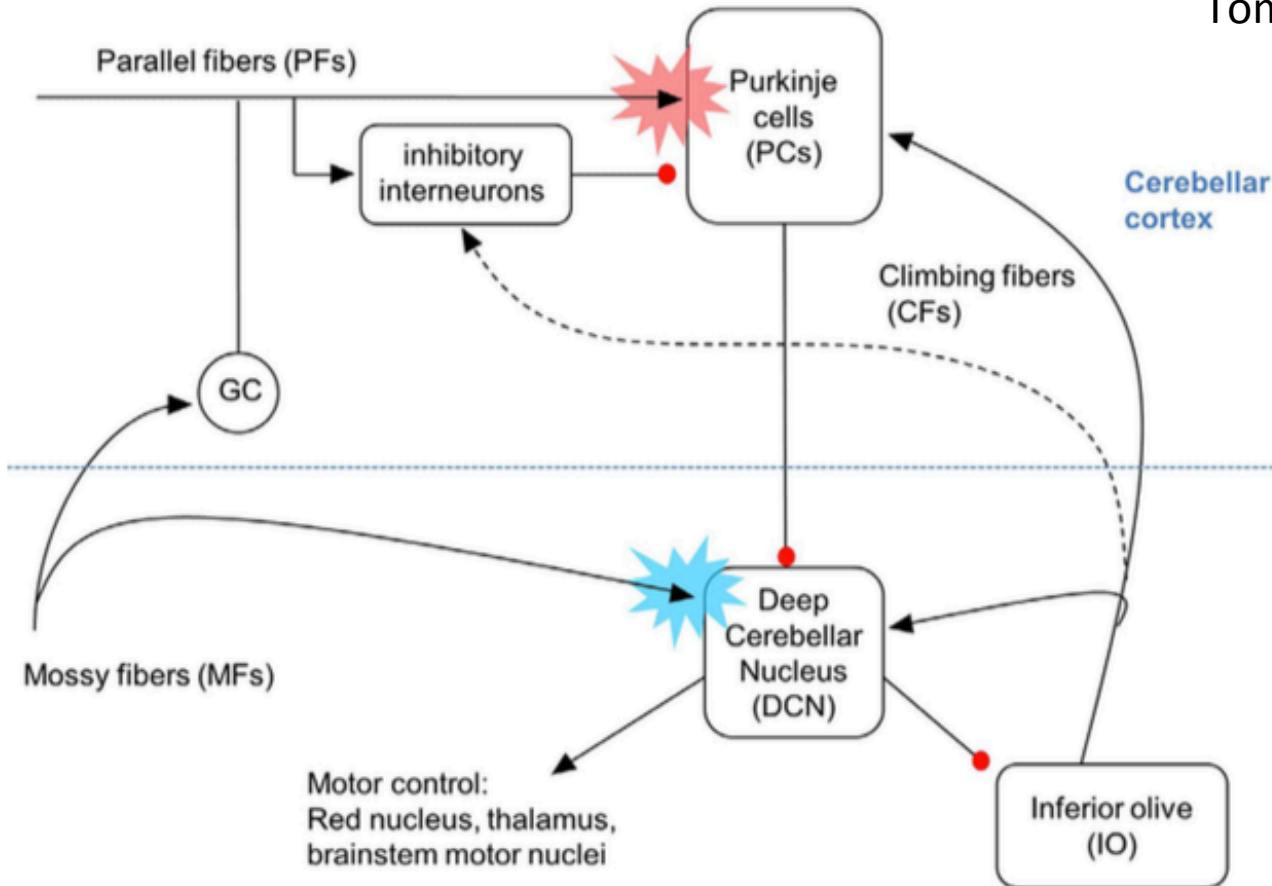 Ton
Parallel fibers (PFs)
Purkinje
cells
(PCs)
inhibitory
interneurons
Cerebellar
cortex
Climbing fibers
(CFs)
GC
Mossy fibers (MFs)
Deep
Cerebellar
Nucleus
(DCN)
Motor control:
Red nucleus, thalamus,
brainstem motor nuclei
Inferior olive
(IO)